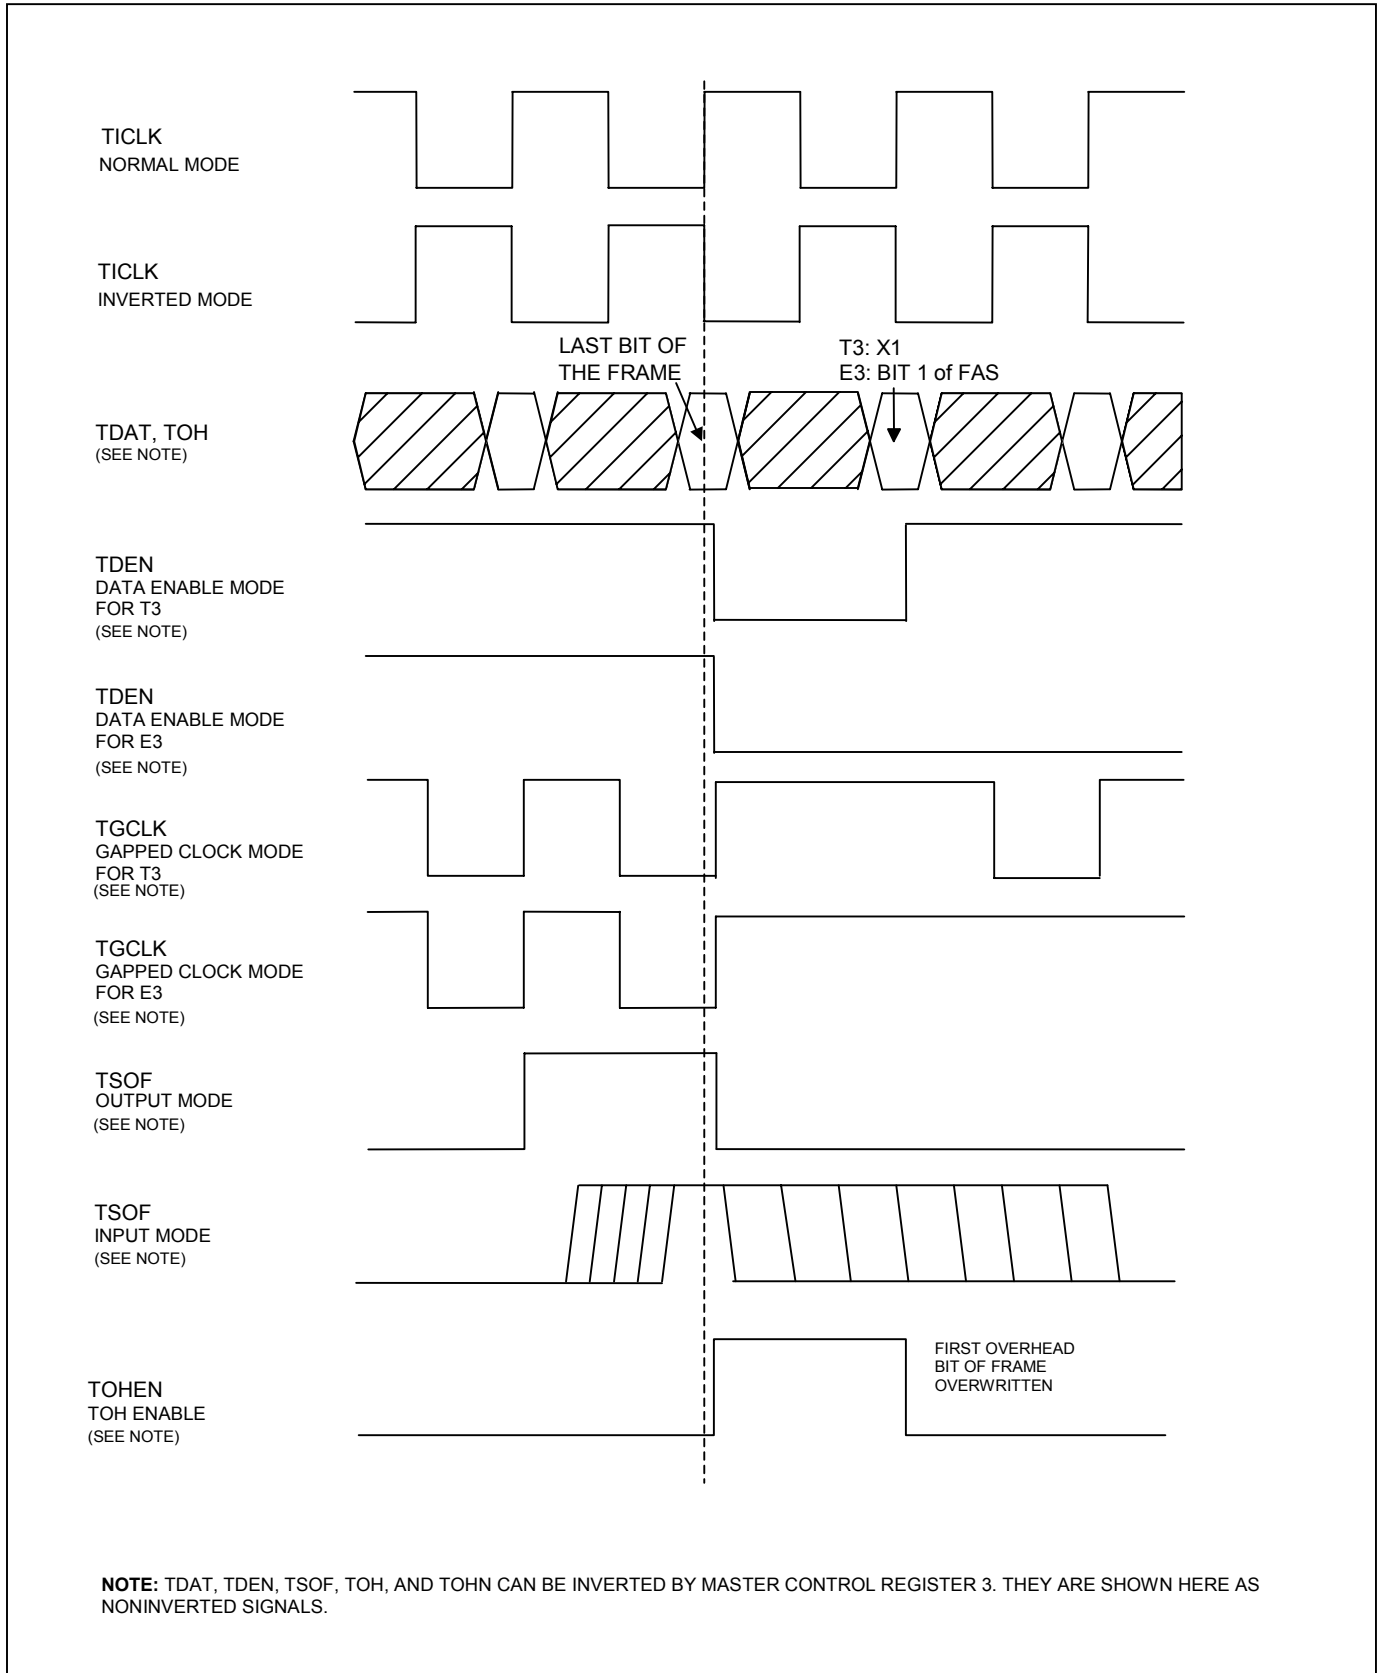 TICLK
NORMAL MODE
TICLK
INVERTED MODE
LAST BIT OF
THE FRAME
T3: X1
E3: BIT 1 of FAS
TDAT, TOH
(SEE NOTE)
TDEN
DATA ENABLE MODE
FOR T3
(SEE NOTE)
TDEN
DATA ENABLE MODE
FOR E3
(SEE NOTE)
TGCLK
GAPPED CLOCK MODE
FOR T3
(SEE NOTE)
TGCLK
GAPPED CLOCK MODE
FOR E3
(SEE NOTE)
TSOF
OUTPUT MODE
(SEE NOTE)
TSOF
INPUT MODE
(SEE NOTE)
FIRST OVERHEAD
BIT OF FRAME
OVERWRITTEN
TOHEN
TOH ENABLE
(SEE NOTE)
NOTE: TDAT, TDEN, TSOF, TOH, AND TOHN CAN BE INVERTED BY MASTER CONTROL REGISTER 3. THEY ARE SHOWN HERE AS
NONINVERTED SIGNALS.